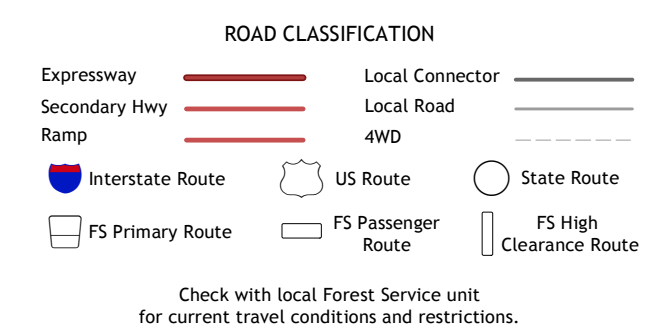 ROAD CLASSIFICATION
Expressway
Local Connector
Secondary Hwy
Local Road
Ramp
4WD
Interstate Route
US Route
State Route
FS Primary Route
FS Passenger
Route
FS High
Clearance Route
Check with local Forest Service unit
for current travel conditions and restrictions.